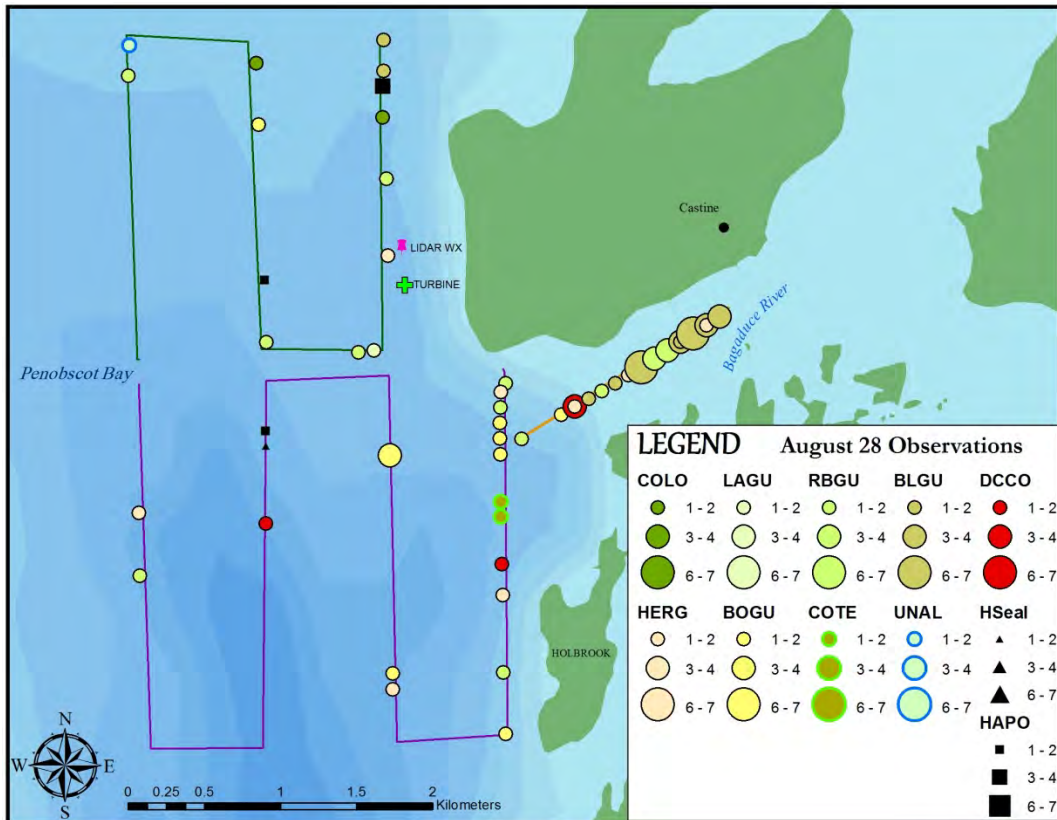 Castine
LIDAR WX
TURBINE
Bagaduce River
Penobscot Bay
HOLBROOK
LEGEND August 28 Observations
COLO LAGU RBGU BLGU DCCO
1 - 2 1 - 2 1 - 2 1 - 2 1 - 2
3 - 4 3 - 4 3 - 4 3 - 4 3 - 4
6 - 7 6 - 7 6 - 7 6 - 7 6 - 7
HERG BOGU COTE UNAL HSeal
1 - 2 1 - 2 1 - 2 1 - 2 1 - 2
3 - 4 3 - 4 3 - 4 3 - 4 3 - 4
6 - 7 6 - 7 6 - 7 6 - 7 6 - 7
HAPO
1 - 2
3 - 4
6 - 7
N
W E
S
0 0.25 0.5 1 1.5 2
Kilometers